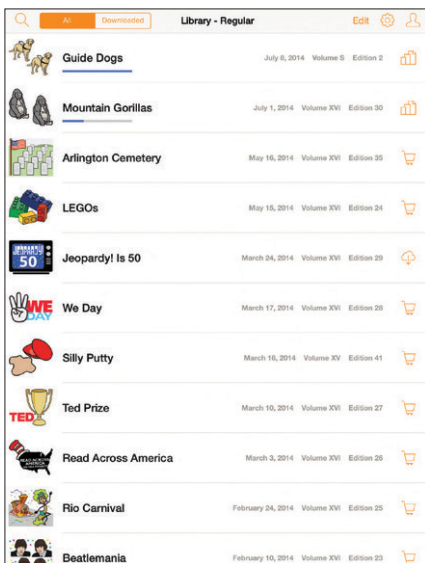 All Downloaded Library - Regular Edit
Guide Dogs July 8, 2014 Volume S Edition 2
Mountain Gorillas July 1, 2014 Volume XVI Edition 30
Arlington Cemetery May 16, 2014 Volume XVI Edition 35
LEGOs May 15, 2014 Volume XVI Edition 24
JEOPARDY! 50 Jeopardy! Is 50 March 24, 2014 Volume XVI Edition 29
WE DAY We Day March 17, 2014 Volume XVI Edition 28
Silly Putty March 16, 2014 Volume XV Edition 41
TED Ted Prize March 10, 2014 Volume XVI Edition 27
READ ACROSS AMERICA Read Across America March 3, 2014 Volume XVI Edition 26
Rio Carnival February 24, 2014 Volume XVI Edition 25
Beatlemania February 10, 2014 Volume XVI Edition 23